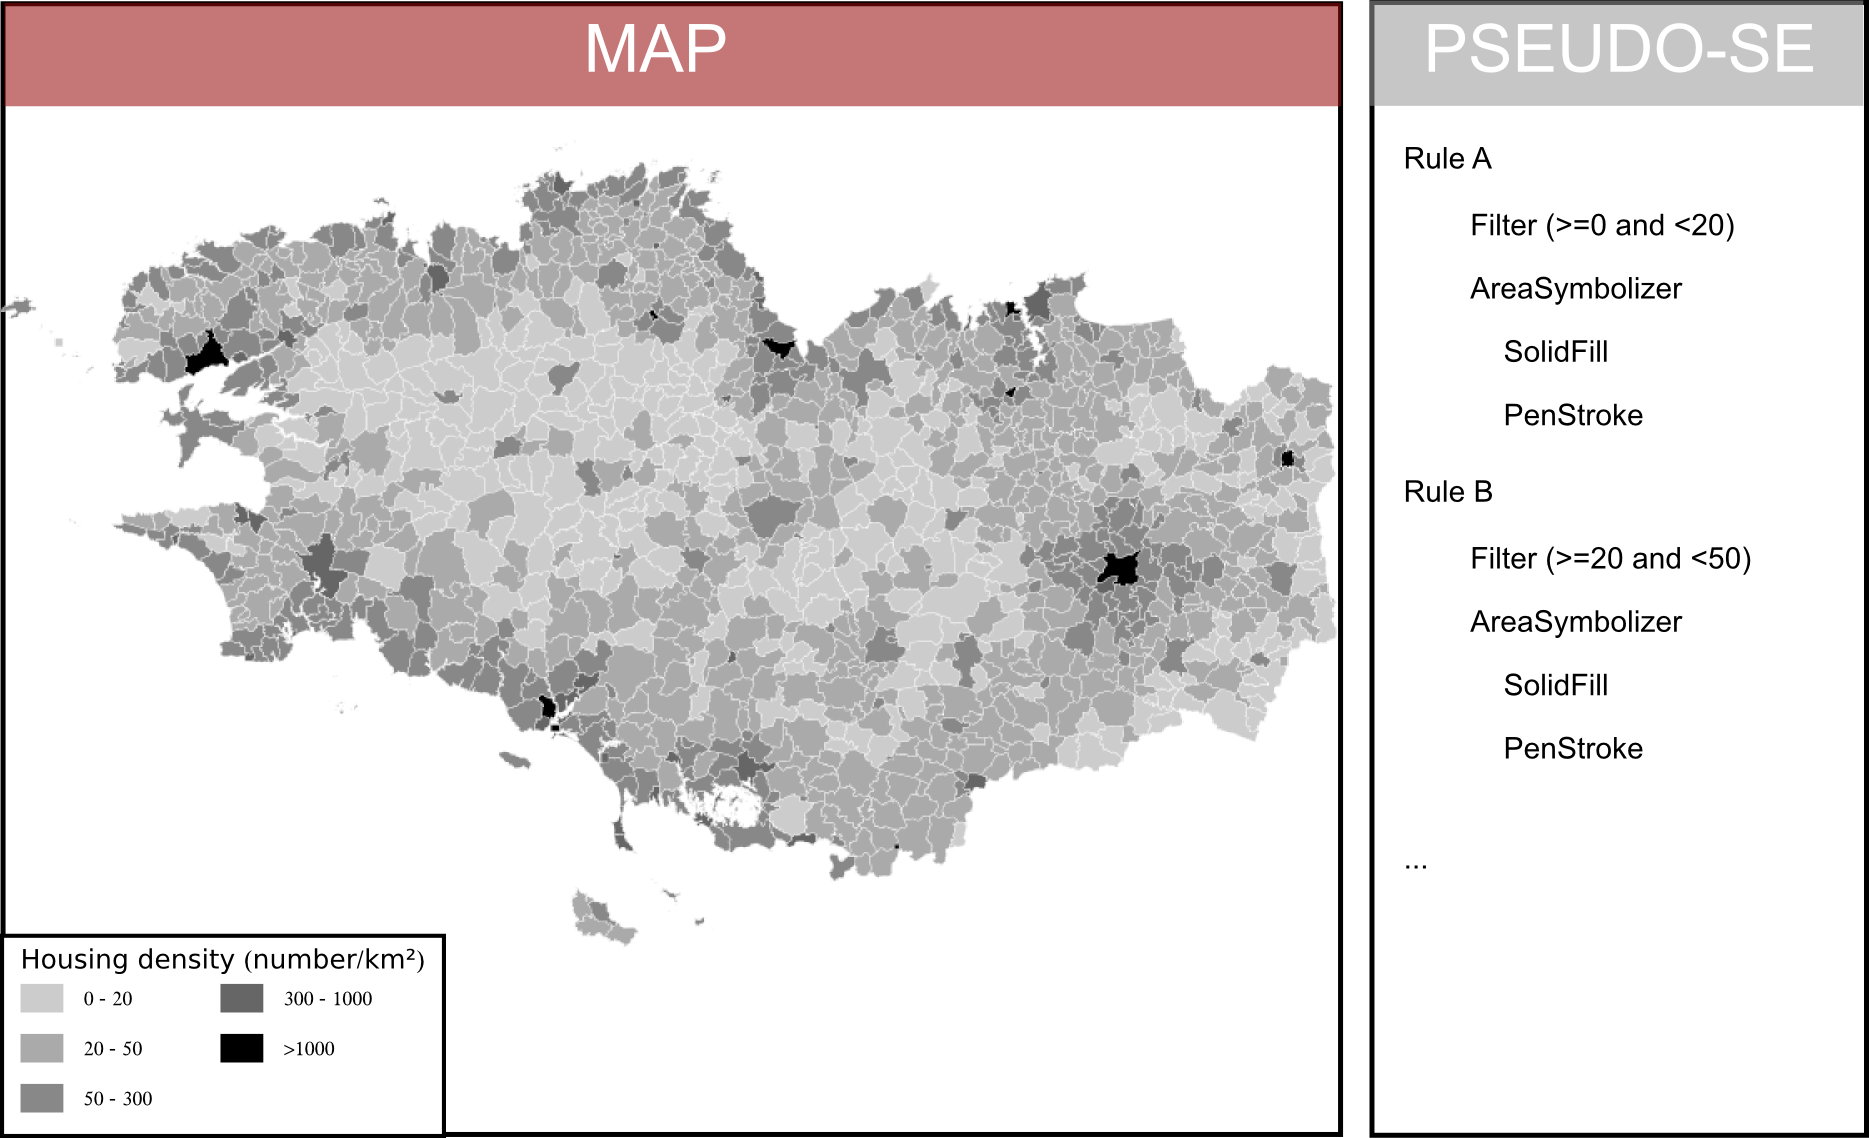 MAP
PSEUDO-SE
Rule A
Filter (>=0 and <20)
AreaSymbolizer
SolidFill
PenStroke
Rule B
Filter (>=20 and <50)
AreaSymbolizer
SolidFill
PenStroke
...
Housing density (number/km²)
0 - 20
20 - 50
50 - 300
300 - 1000
>1000